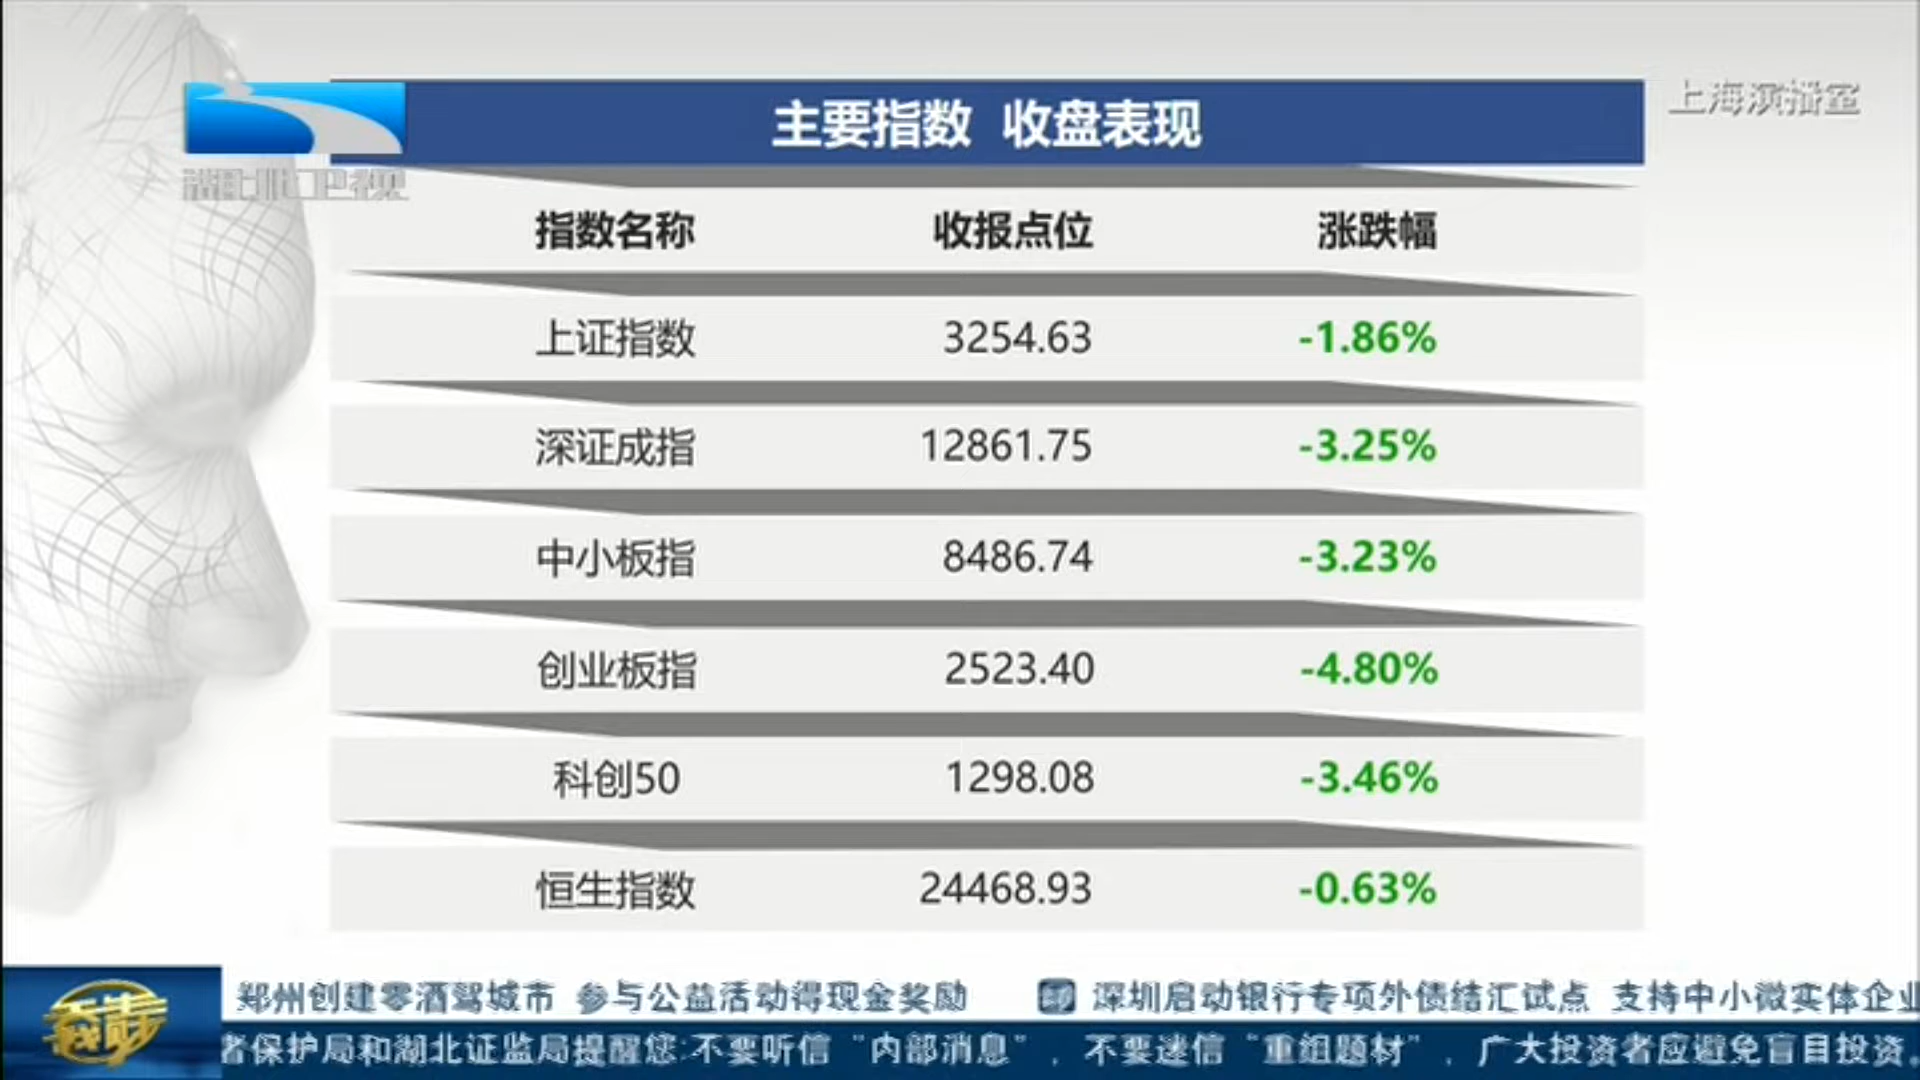 湖北卫视
上海演播室
主要指数 收盘表现
指数名称 收报点位 涨跌幅
上证指数 3254.63 -1.86%
深证成指 12861.75 -3.25%
中小板指 8486.74 -3.23%
创业板指 2523.40 -4.80%
科创50 1298.08 -3.46%
恒生指数 24468.93 -0.63%
郑州创建零酒驾城市 参与公益活动得现金奖励 深圳启动银行专项外债结汇试点 支持中小微实体企业
者保护局和湖北证监局提醒您:不要听信“内部消息”，不要迷信“重组题材”，广大投资者应避免盲目投资。